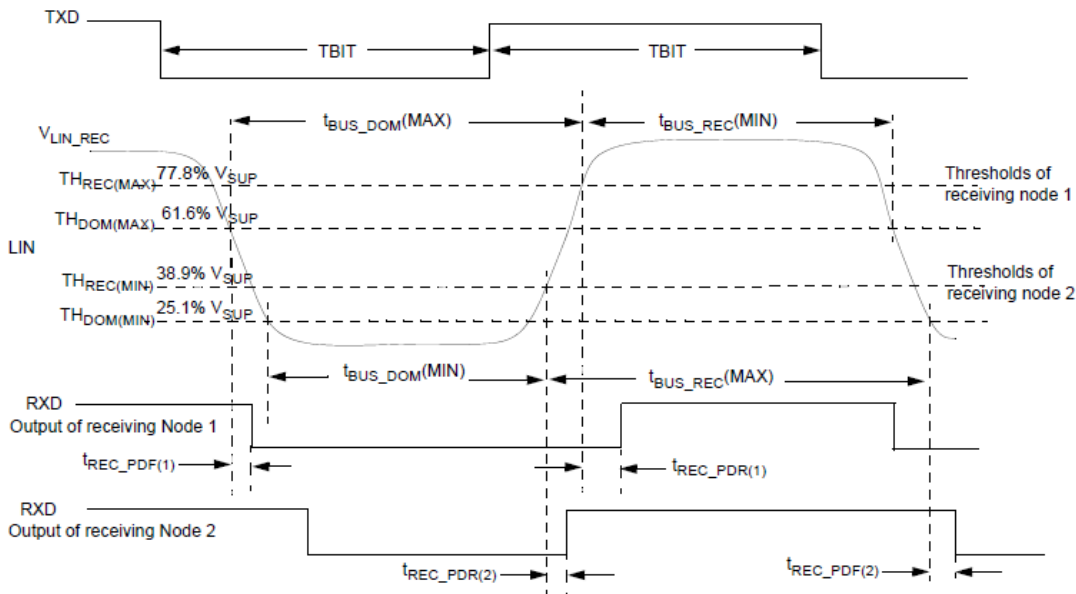 TXD
TBIT
TBIT
tBUS_DOM(MAX)
tBUS_REC(MIN)
VLIN_REC
THREC(MAX) 77.8% VSUP
Thresholds of
receiving node 1
THDOM(MAX) 61.6% VSUP
LIN
THREC(MIN) 38.9% VSUP
Thresholds of
receiving node 2
THDOM(MIN) 25.1% VSUP
tBUS_DOM(MIN)
tBUS_REC(MAX)
RXD
Output of receiving Node 1
tREC_PDF(1)
tREC_PDR(1)
RXD
Output of receiving Node 2
tREC_PDR(2)
tREC_PDF(2)